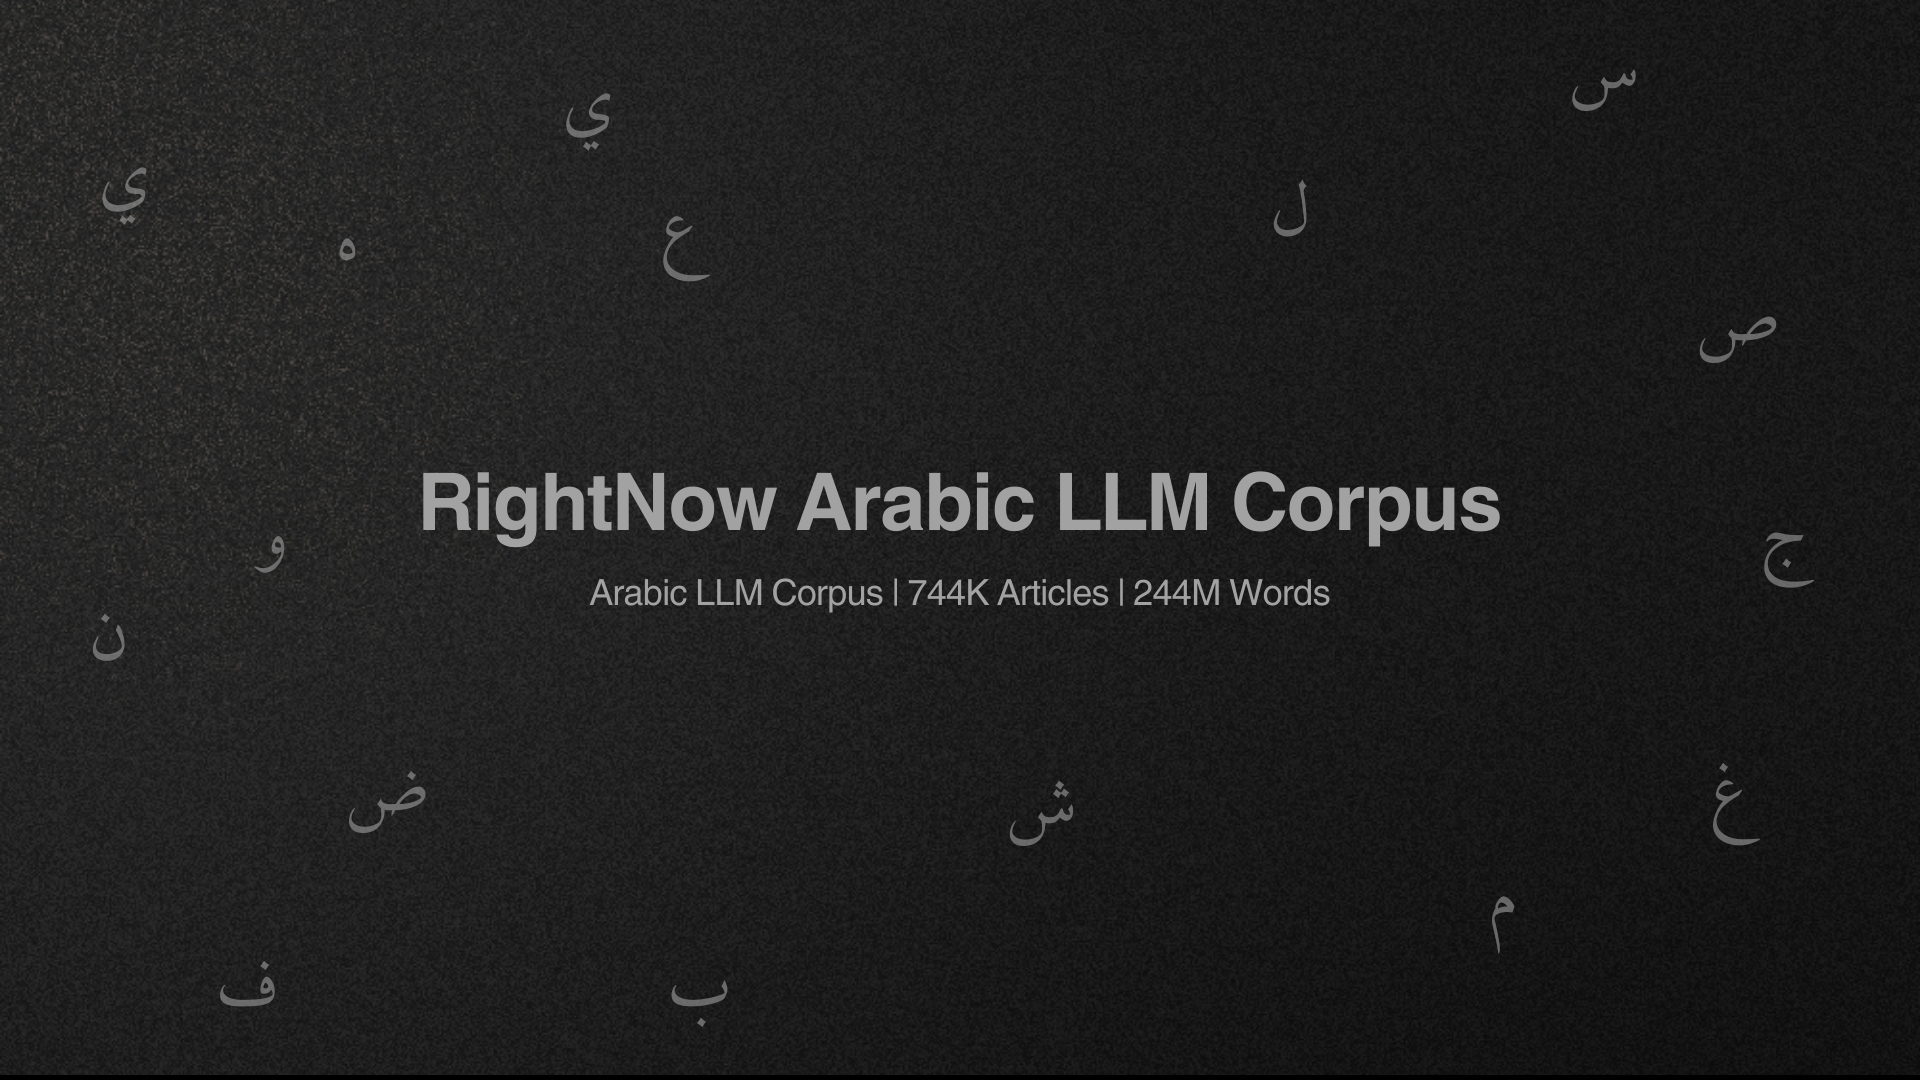 س
ي
ي
ل
ع
ه
ص
RightNow Arabic LLM Corpus
ج
و
Arabic LLM Corpus | 744K Articles | 244M Words
ن
ض
ش
غ
م
ف
ب